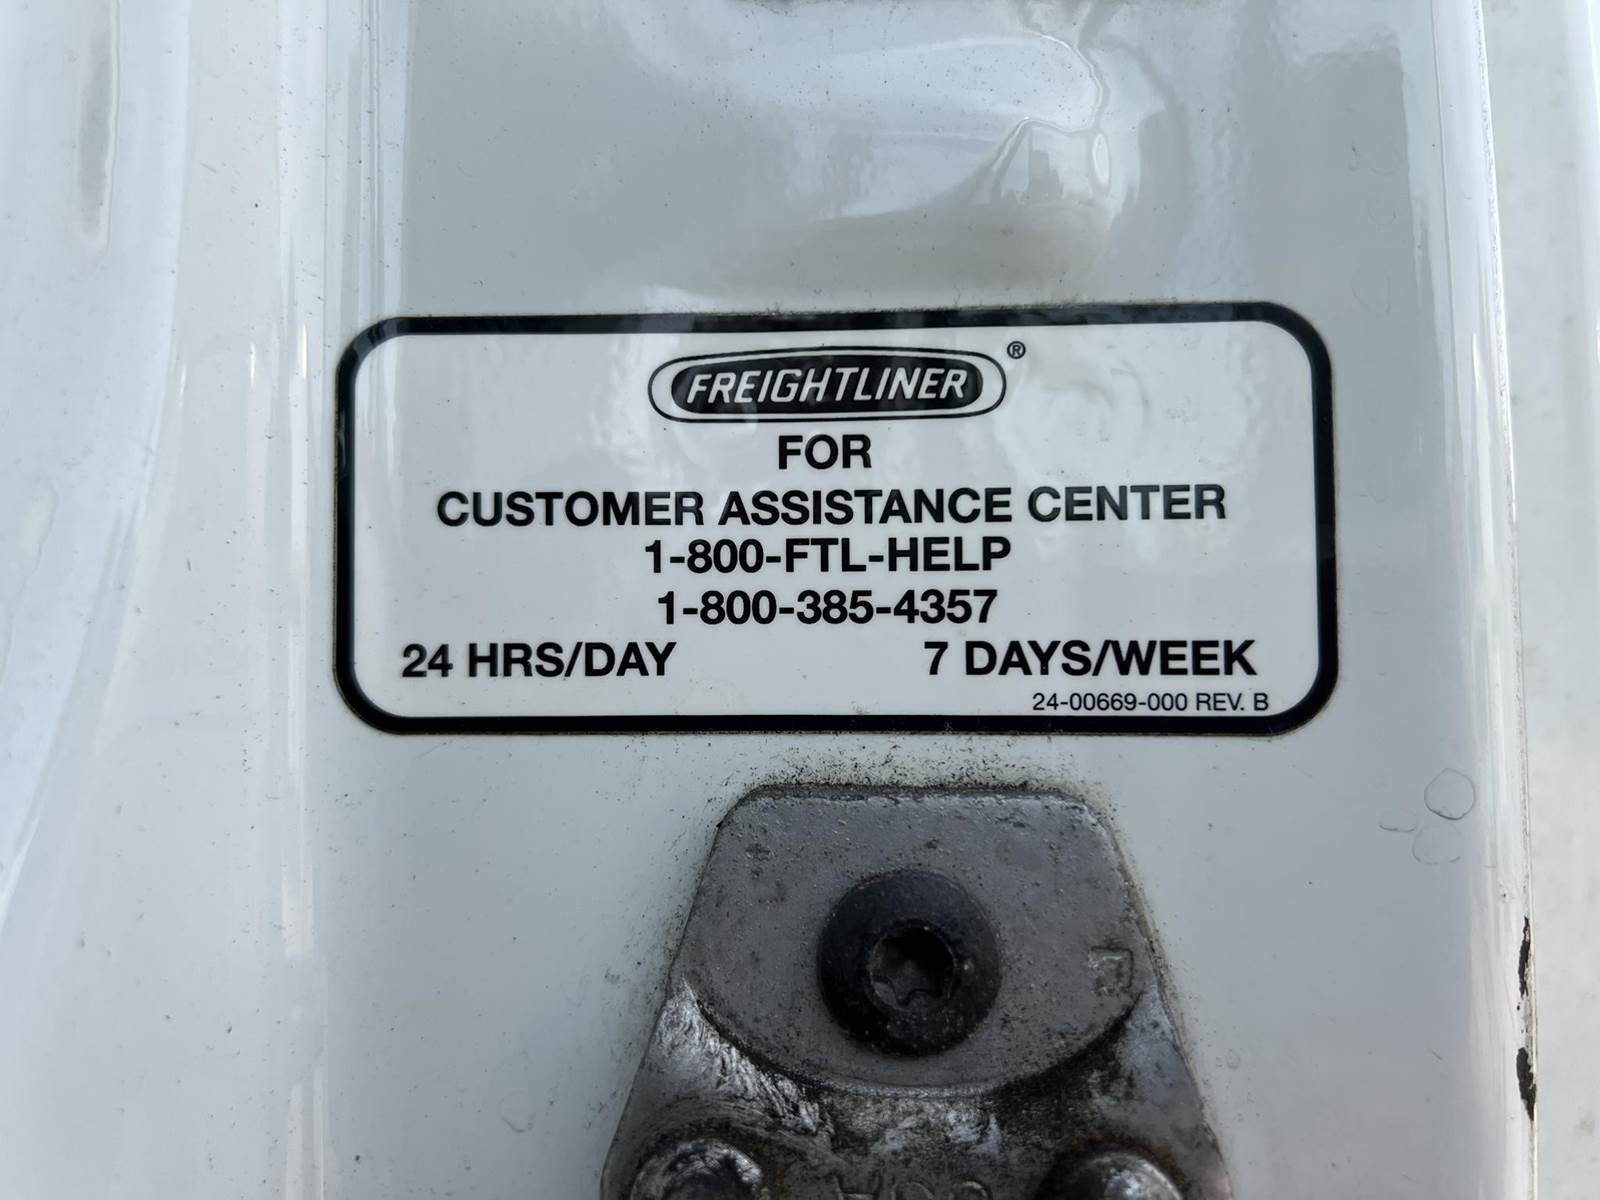 FREIGHTLINER®
FOR
CUSTOMER ASSISTANCE CENTER
1-800-FTL-HELP
1-800-385-4357
24 HRS/DAY 7 DAYS/WEEK
24-00669-000 REV. B